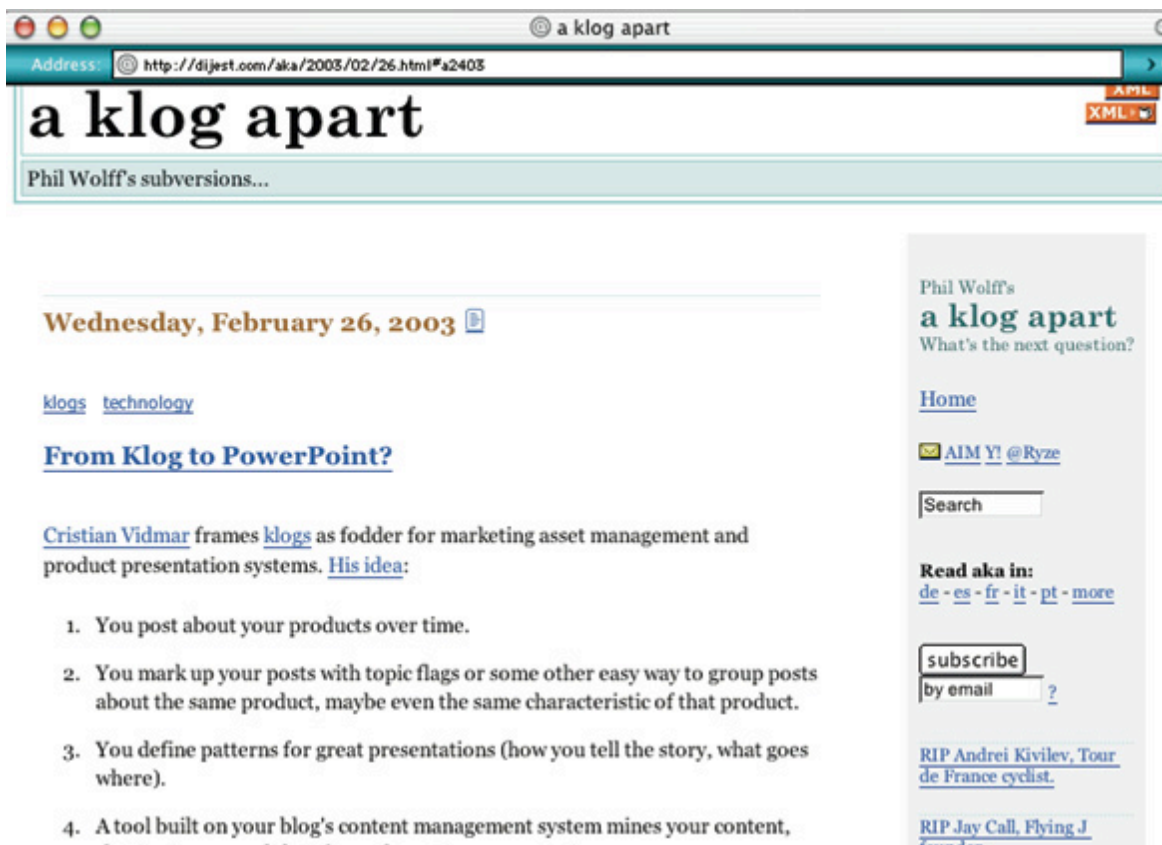 a klog apart
Address: http://dijest.com/aka/2003/02/26.html#a2403
XML
XML
a klog apart
Phil Wolff's subversions...
Wednesday, February 26, 2003
klogs technology
From Klog to PowerPoint?
Cristian Vidmar frames klogs as fodder for marketing asset management and
product presentation systems. His idea:
1. You post about your products over time.
2. You mark up your posts with topic flags or some other easy way to group posts
about the same product, maybe even the same characteristic of that product.
3. You define patterns for great presentations (how you tell the story, what goes
where).
4. A tool built on your blog's content management system mines your content,
Phil Wolff's
a klog apart
What's the next question?
Home
AIM Y! @Ryze
Search
Read aka in:
de - es - fr - it - pt - more
subscribe
by email ?
RIP Andrei Kivilev, Tour
de France cyclist.
RIP Jay Call, Flying J